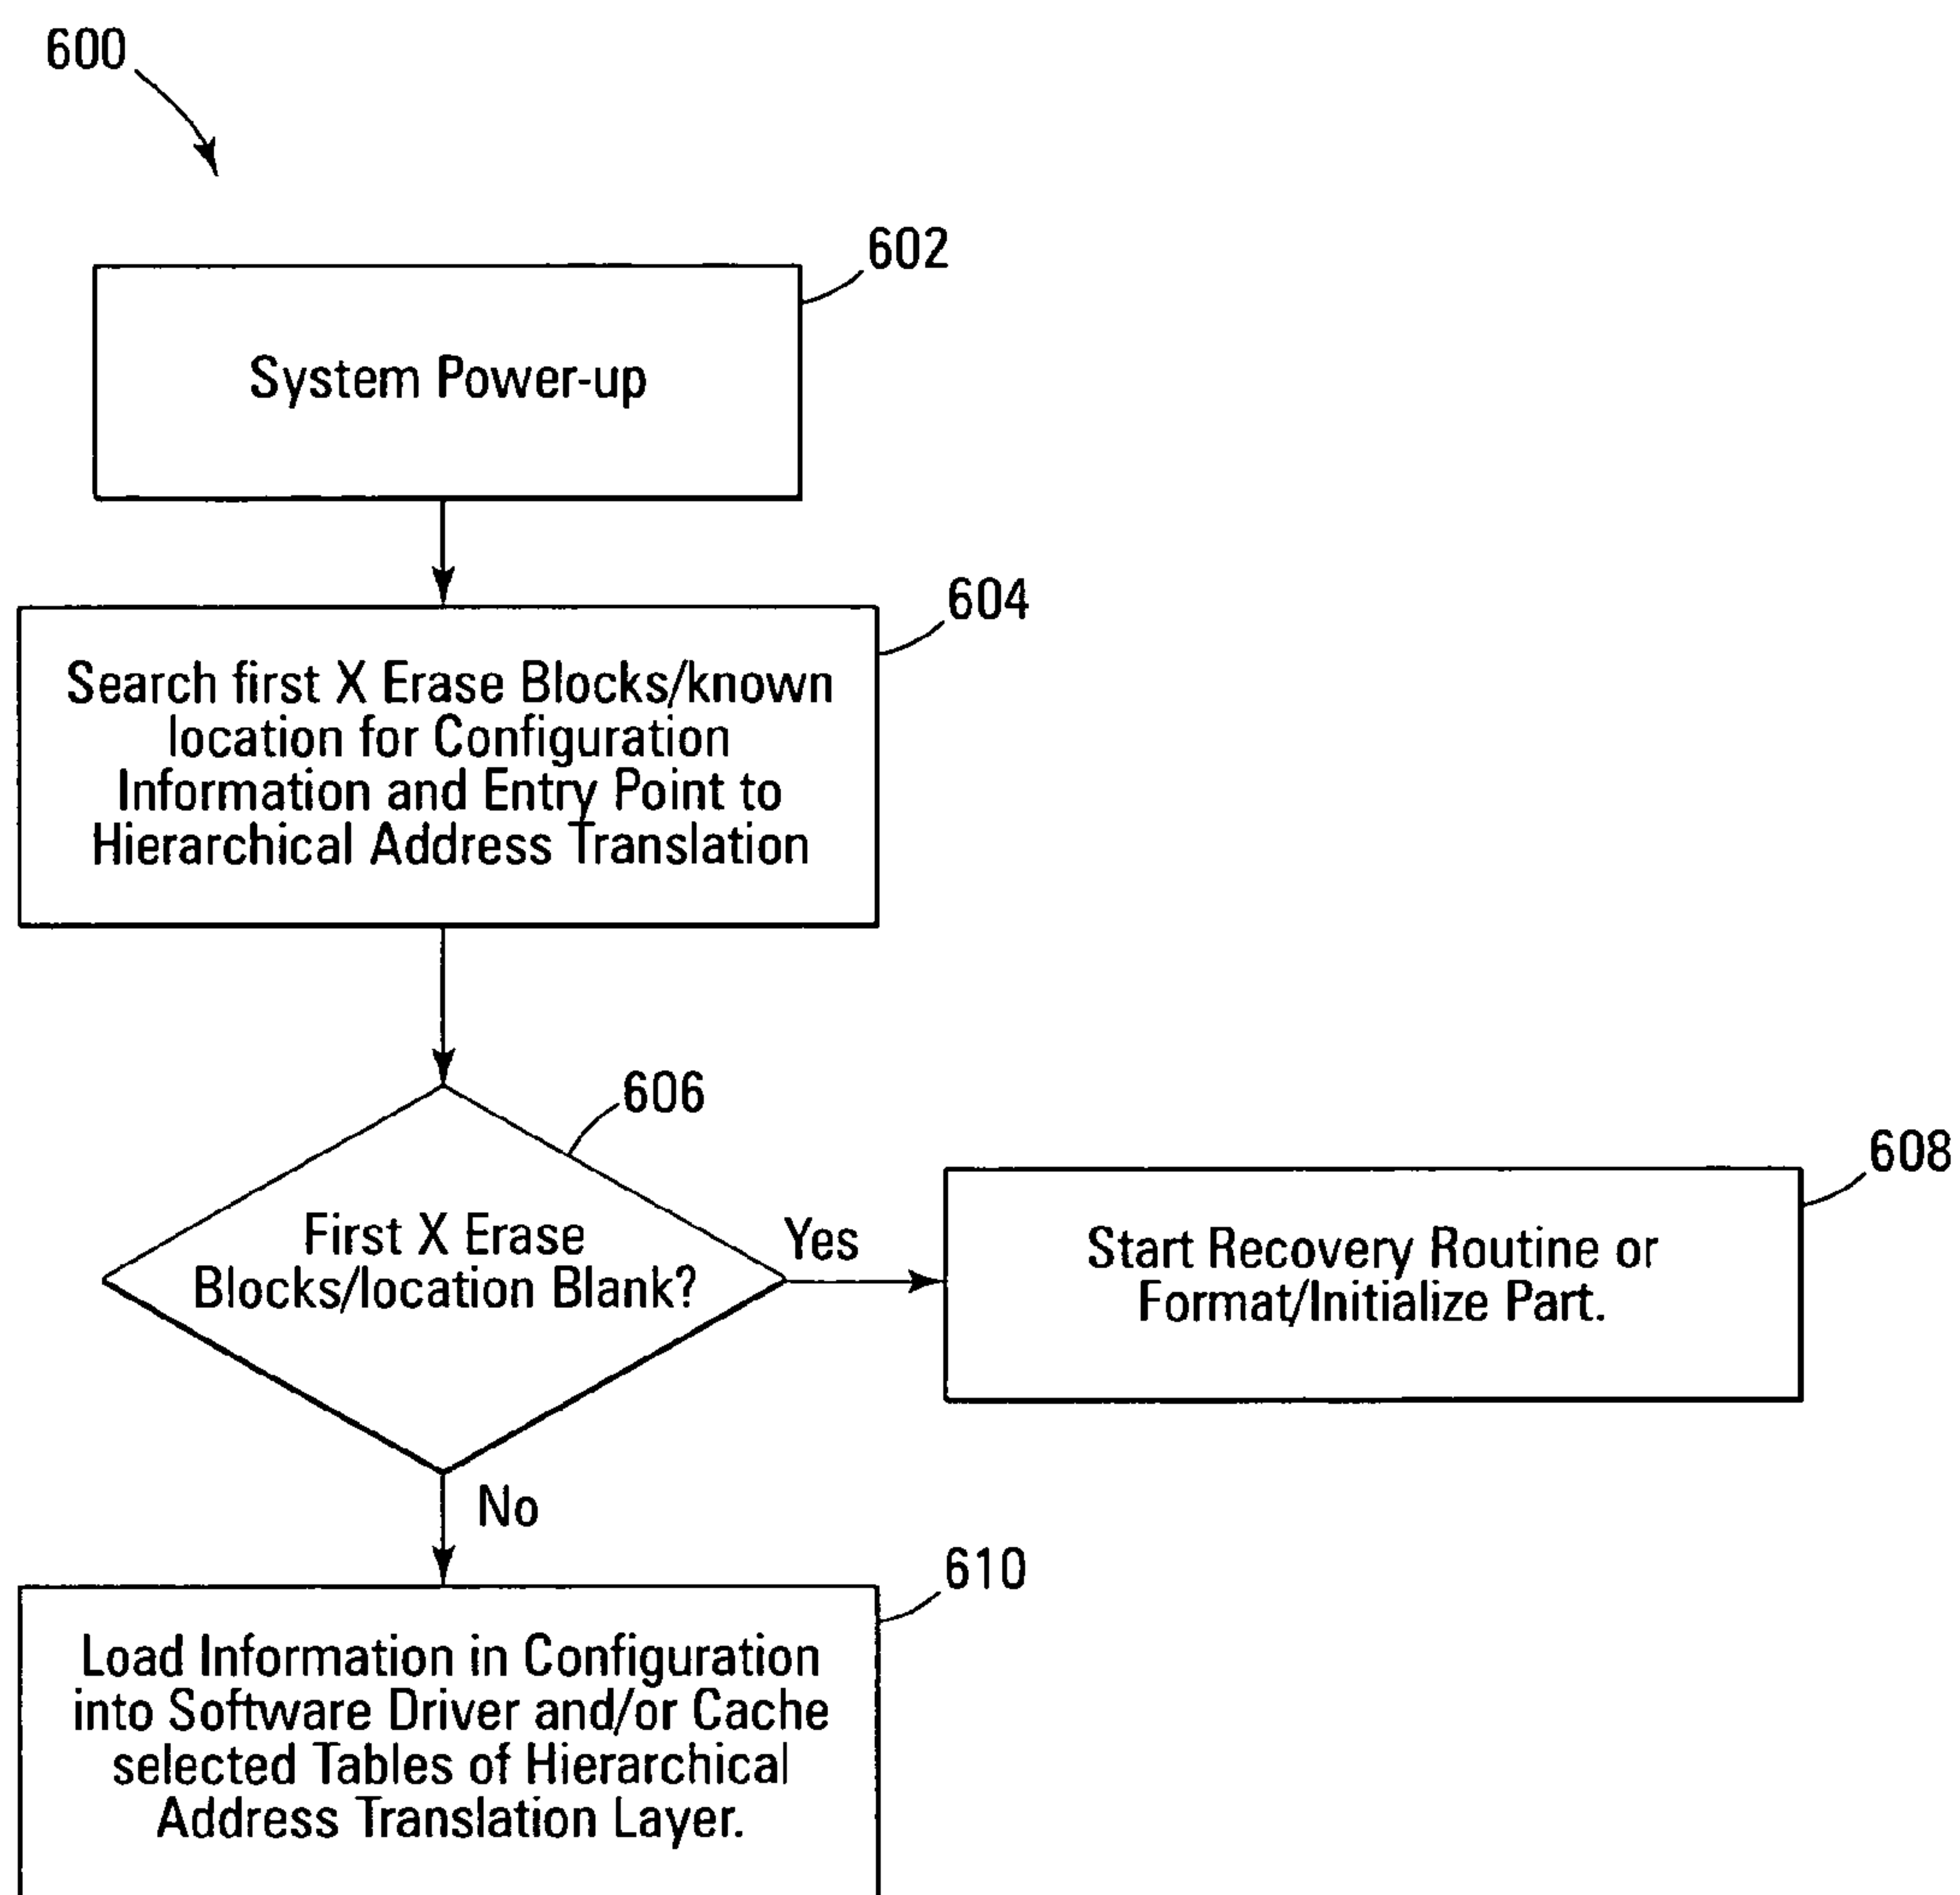 600
602
System Power-up
604
Search first X Erase Blocks/known
location for Configuration
Information and Entry Point to
Hierarchical Address Translation
606
First X Erase
Blocks/location Blank?
Yes
608
Start Recovery Routine or
Format/Initialize Part.
No
610
Load Information in Configuration
into Software Driver and/or Cache
selected Tables of Hierarchical
Address Translation Layer.